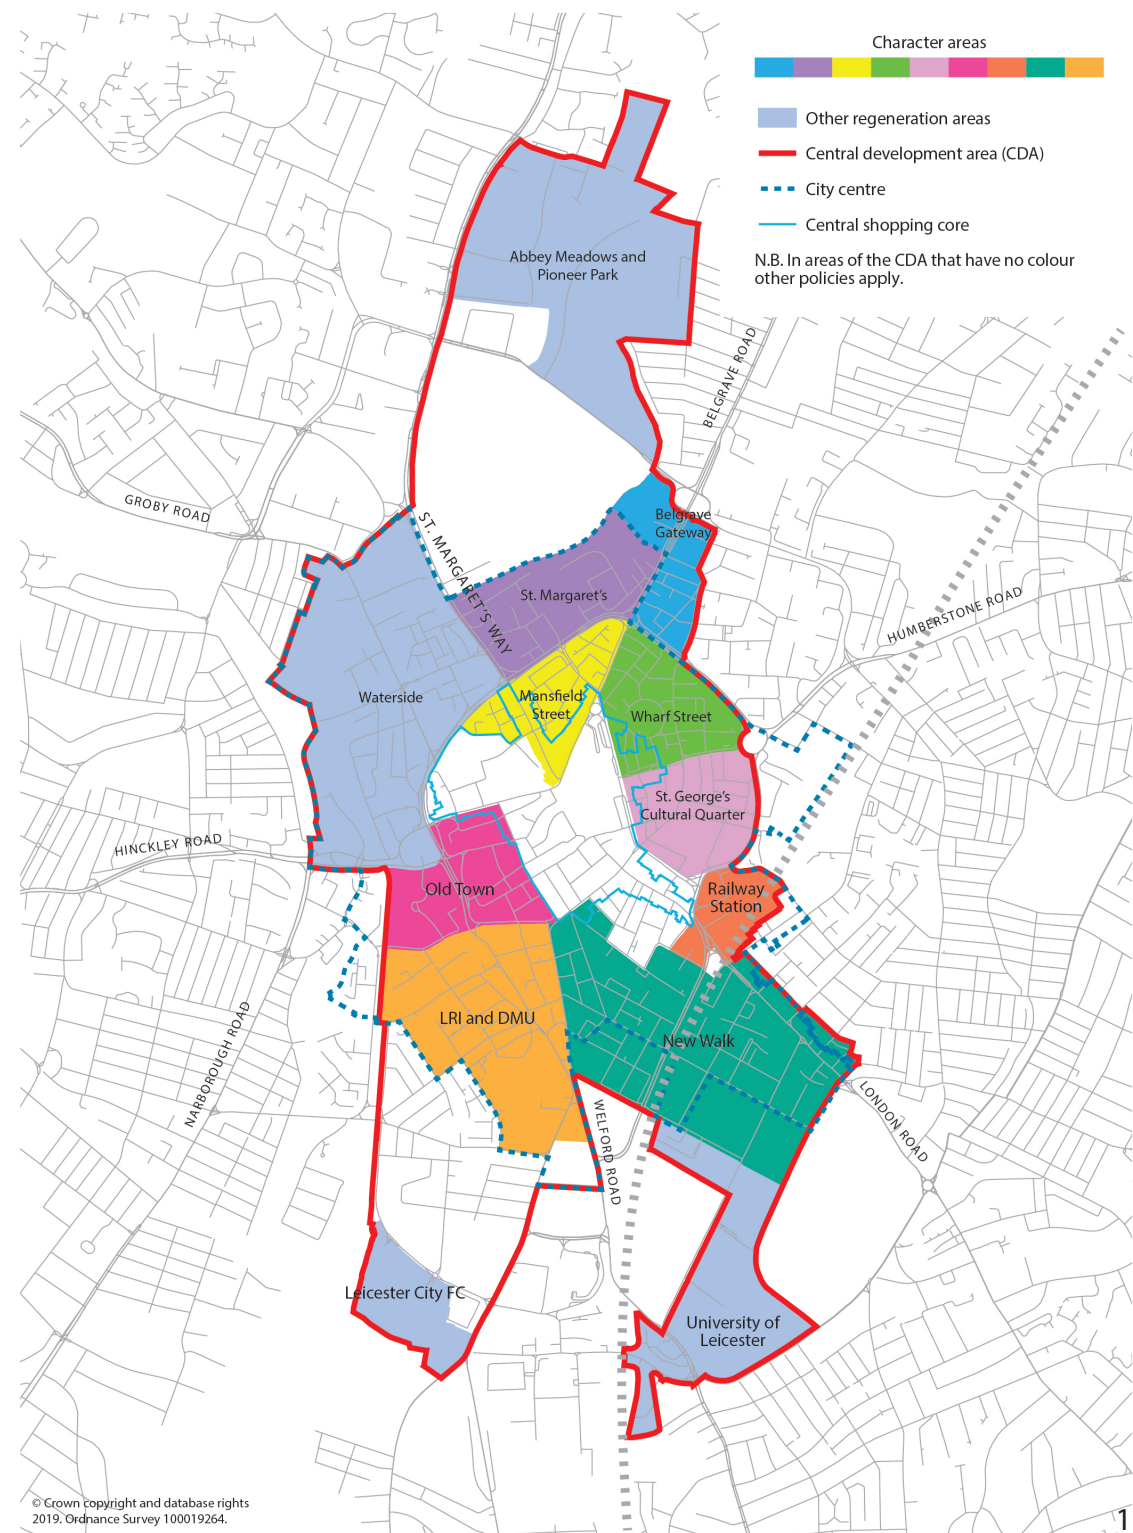 Character areas
Other regeneration areas
Central development area (CDA)
City centre
Central shopping core
N.B. In areas of the CDA that have no colour
other policies apply.
Abbey Meadows and
Pioneer Park
BELGRAVE ROAD
GROBY ROAD
ST. MARGARET'S WAY
Belgrave
Gateway
St. Margaret's
HUMBERSTONE ROAD
Waterside
Mansfield
Street
Wharf Street
St. George's
Cultural Quarter
HINCKLEY ROAD
Old Town
Railway
Station
LRI and DMU
New Walk
NARBOROUGH ROAD
WELFORD ROAD
LONDON ROAD
Leicester City FC
University of
Leicester
© Crown copyright and database rights
2019. Ordnance Survey 100019264.
1